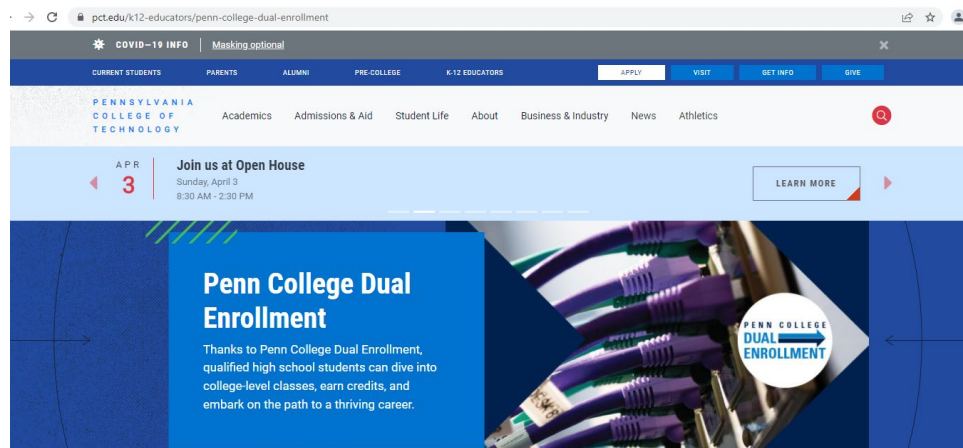 pct.edu/k12-educators/penn-college-dual-enrollment
COVID–19 INFO Masking optional
CURRENT STUDENTS PARENTS ALUMNI PRE-COLLEGE K-12 EDUCATORS APPLY VISIT GET INFO GIVE
PENNSYLVANIA
COLLEGE OF
TECHNOLOGY
Academics Admissions & Aid Student Life About Business & Industry News Athletics
APR
3
Join us at Open House
Sunday, April 3
8:30 AM - 2:30 PM
LEARN MORE
Penn College Dual
Enrollment
Thanks to Penn College Dual Enrollment,
qualified high school students can dive into
college-level classes, earn credits, and
embark on the path to a thriving career.
PENN COLLEGE
DUAL
ENROLLMENT